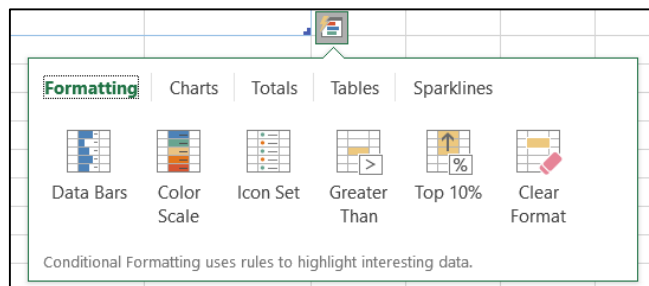 Formatting Charts Totals Tables Sparklines
> %
Data Bars Color Scale Icon Set Greater Than Top 10% Clear Format
Conditional Formatting uses rules to highlight interesting data.